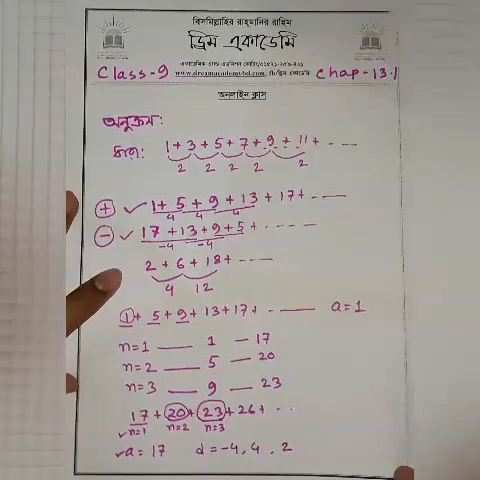 বিসমিল্লাহির রাহমানির রাহিম
ড্রিম একাডেমি
Class-9
www.dreamacademybd.com
chap-13.1
অনলাইন ক্লাস
অনুক্রম:
ধারা: 1 + 3 + 5 + 7 + 9 + 11 + - - -
2 2 2 2 2
+ ✓ 1 + 5 + 9 + 13 + 17 + - - -
4 4 4
- ✓ 17 + 13 + 9 + 5 + - - - -
-4 -4
2 + 6 + 18 + - - -
4 12
1 + 5 + 9 + 13 + 17 + - - - a = 1
n=1 — 1 — 17
n=2 — 5 — 20
n=3 — 9 — 23
17 + 20 + 23 + 26 + - - -
✓ n=1 n=2 n=3
✓ a = 17 d = -4, 4, 2